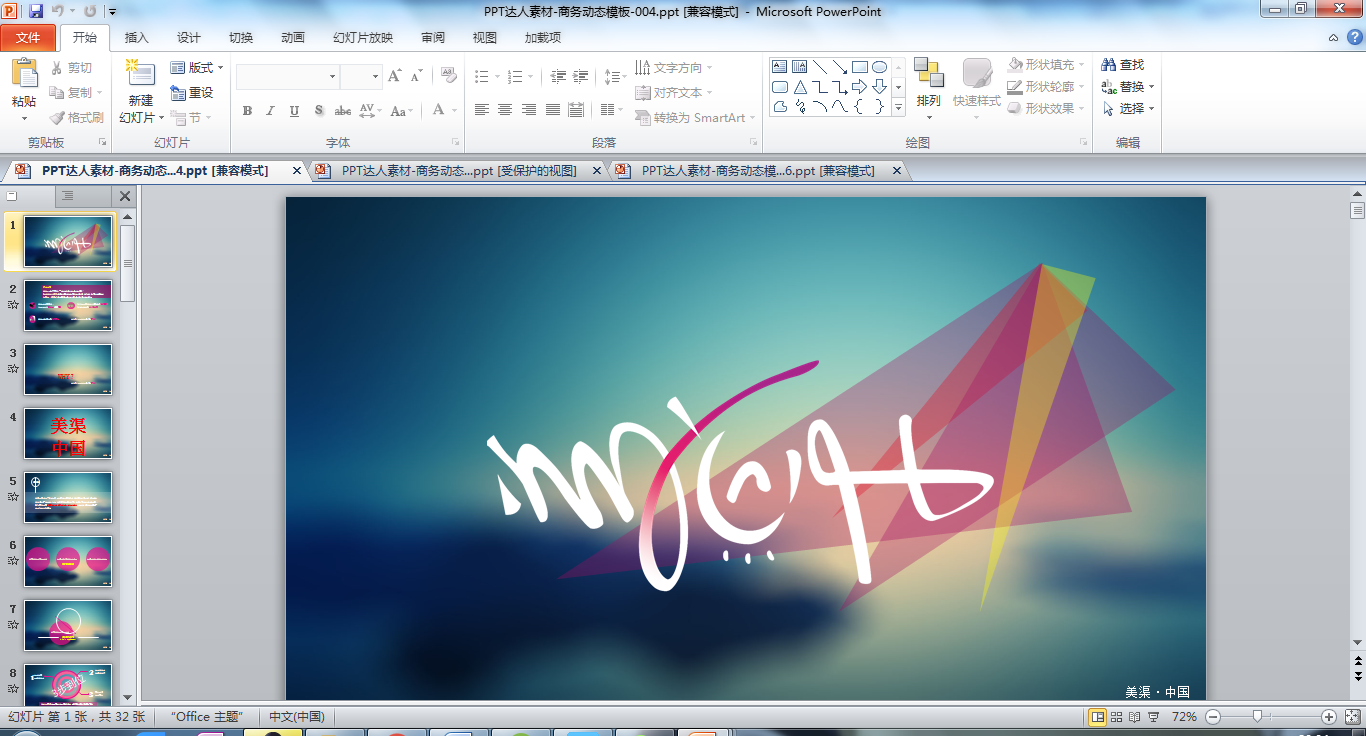 PPT达人素材-商务动态模板-004.ppt [兼容模式] - Microsoft PowerPoint
文件 开始 插入 设计 切换 动画 幻灯片放映 审阅 视图 加载项
粘贴 剪切 复制 格式刷
新建 幻灯片 版式 重设 节
B I U S abc AV Aa A
文字方向 对齐文本 转换为 SmartArt
排列 快速样式 形状填充 形状轮廓 形状效果
查找 替换 选择
剪贴板 幻灯片 字体 段落 绘图 编辑
PPT达人素材-商务动态...4.ppt [兼容模式] PPT达人素材-商务动态...ppt [受保护的视图] PPT达人素材-商务动态模...6.ppt [兼容模式]
1
2
3
4
美渠
中国
5
6
7
8
3步到位
美渠·中国
幻灯片 第 1 张，共 32 张 “Office 主题” 中文(中国) 72%